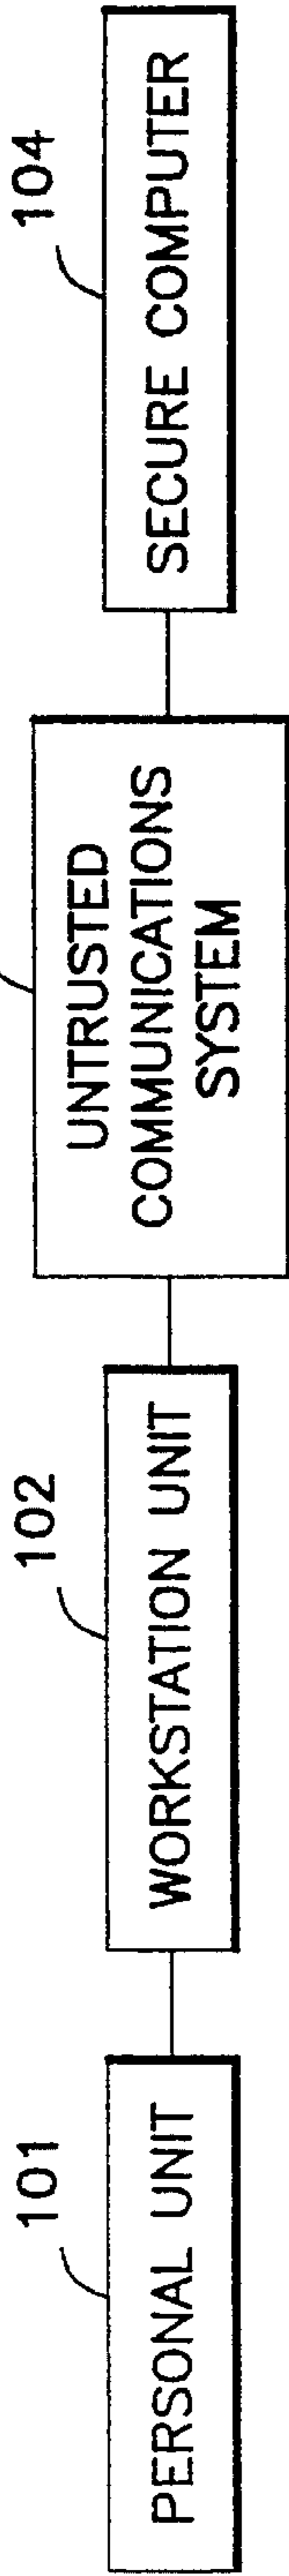 101
PERSONAL UNIT
102
WORKSTATION UNIT
UNTRUSTED
COMMUNICATIONS
SYSTEM
104
SECURE COMPUTER